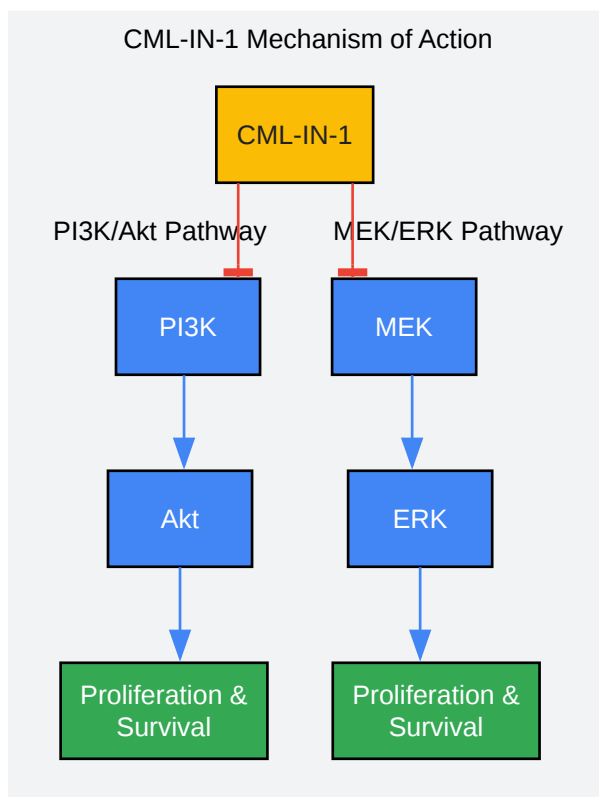 CML-IN-1 Mechanism of Action
CML-IN-1
PI3K/Akt Pathway
MEK/ERK Pathway
PI3K
MEK
Akt
ERK
Proliferation &
Survival
Proliferation &
Survival